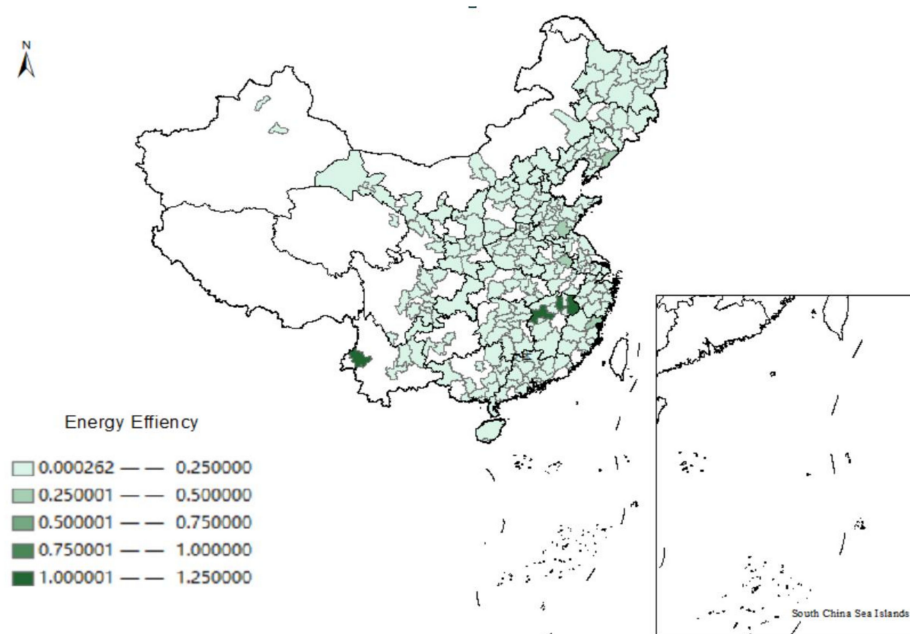 N
Energy Effiency
0.000262 —— 0.250000
0.250001 —— 0.500000
0.500001 —— 0.750000
0.750001 —— 1.000000
1.000001 —— 1.250000
South China Sea Islands